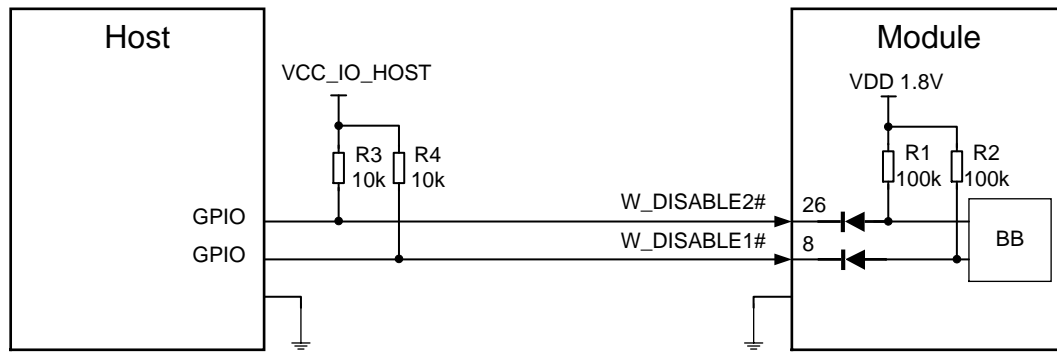 Host
Module
VCC_IO_HOST
VDD 1.8V
R3
10k
R4
10k
R1
100k
R2
100k
GPIO
W_DISABLE2#
26
GPIO
W_DISABLE1#
8
BB